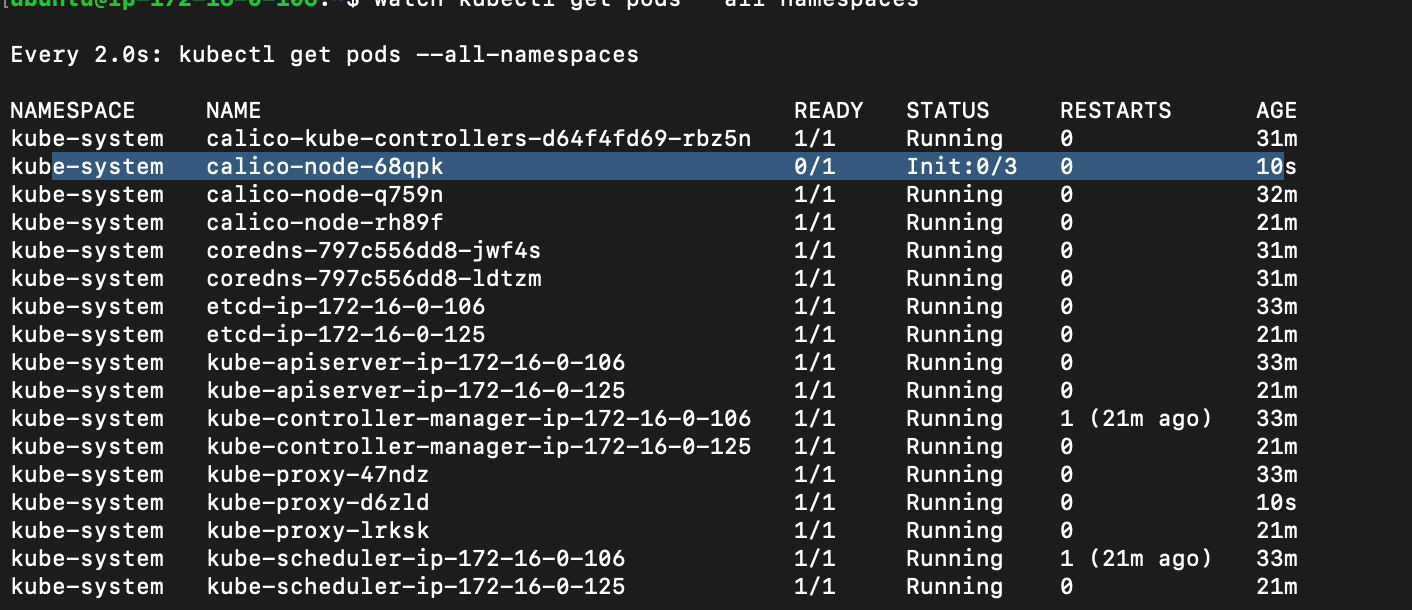 [ubuntu@ip-172-16-0-106:~$ watch kubectl get pods --all-namespaces
Every 2.0s: kubectl get pods --all-namespaces
NAMESPACE NAME READY STATUS RESTARTS AGE
kube-system calico-kube-controllers-d64f4fd69-rbz5n 1/1 Running 0 31m
kube-system calico-node-68qpk 0/1 Init:0/3 0 10s
kube-system calico-node-q759n 1/1 Running 0 32m
kube-system calico-node-rh89f 1/1 Running 0 21m
kube-system coredns-797c556dd8-jwf4s 1/1 Running 0 31m
kube-system coredns-797c556dd8-ldtzm 1/1 Running 0 31m
kube-system etcd-ip-172-16-0-106 1/1 Running 0 33m
kube-system etcd-ip-172-16-0-125 1/1 Running 0 21m
kube-system kube-apiserver-ip-172-16-0-106 1/1 Running 0 33m
kube-system kube-apiserver-ip-172-16-0-125 1/1 Running 0 21m
kube-system kube-controller-manager-ip-172-16-0-106 1/1 Running 1 (21m ago) 33m
kube-system kube-controller-manager-ip-172-16-0-125 1/1 Running 0 21m
kube-system kube-proxy-47ndz 1/1 Running 0 33m
kube-system kube-proxy-d6zld 1/1 Running 0 10s
kube-system kube-proxy-lrksk 1/1 Running 0 21m
kube-system kube-scheduler-ip-172-16-0-106 1/1 Running 1 (21m ago) 33m
kube-system kube-scheduler-ip-172-16-0-125 1/1 Running 0 21m